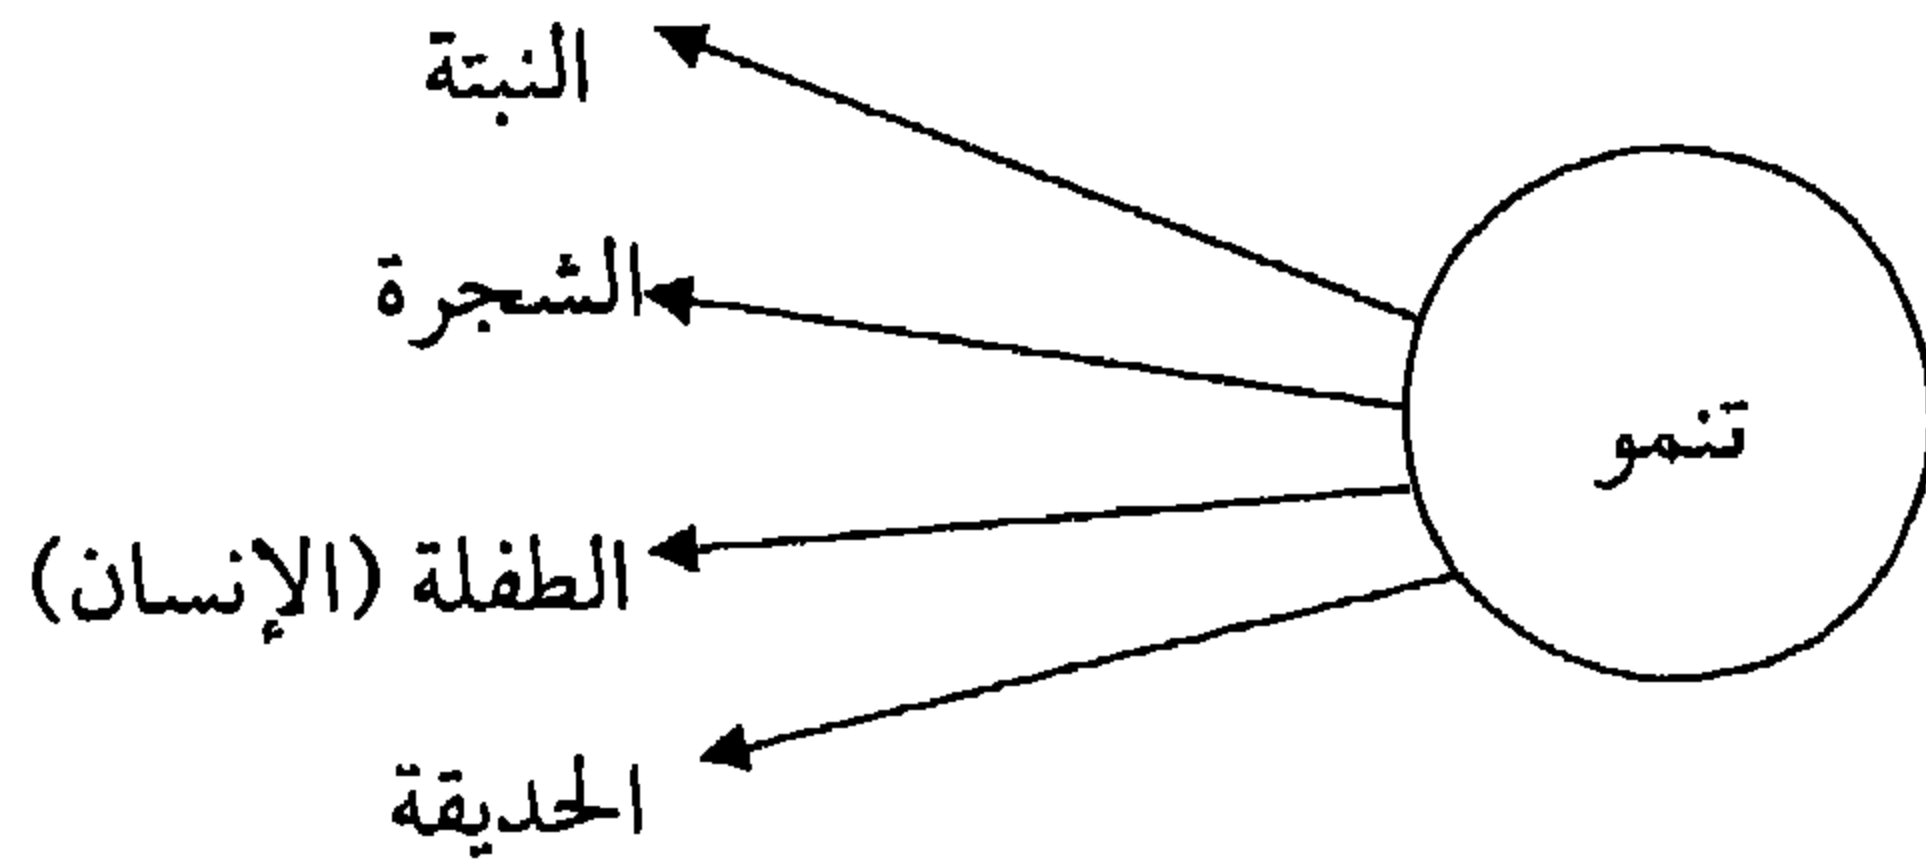 النبتة
الشجرة
تنمو
الطفلة (الإنسان)
الحديقة